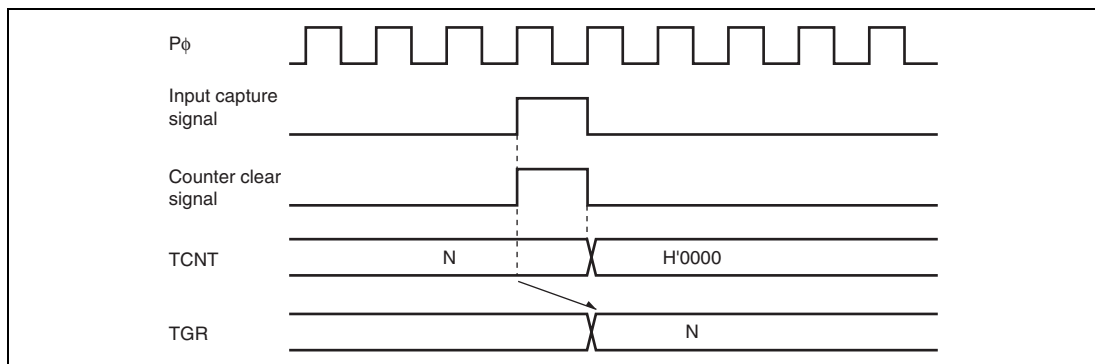 Pϕ
Input capture
signal
Counter clear
signal
TCNT
N
H'0000
TGR
N